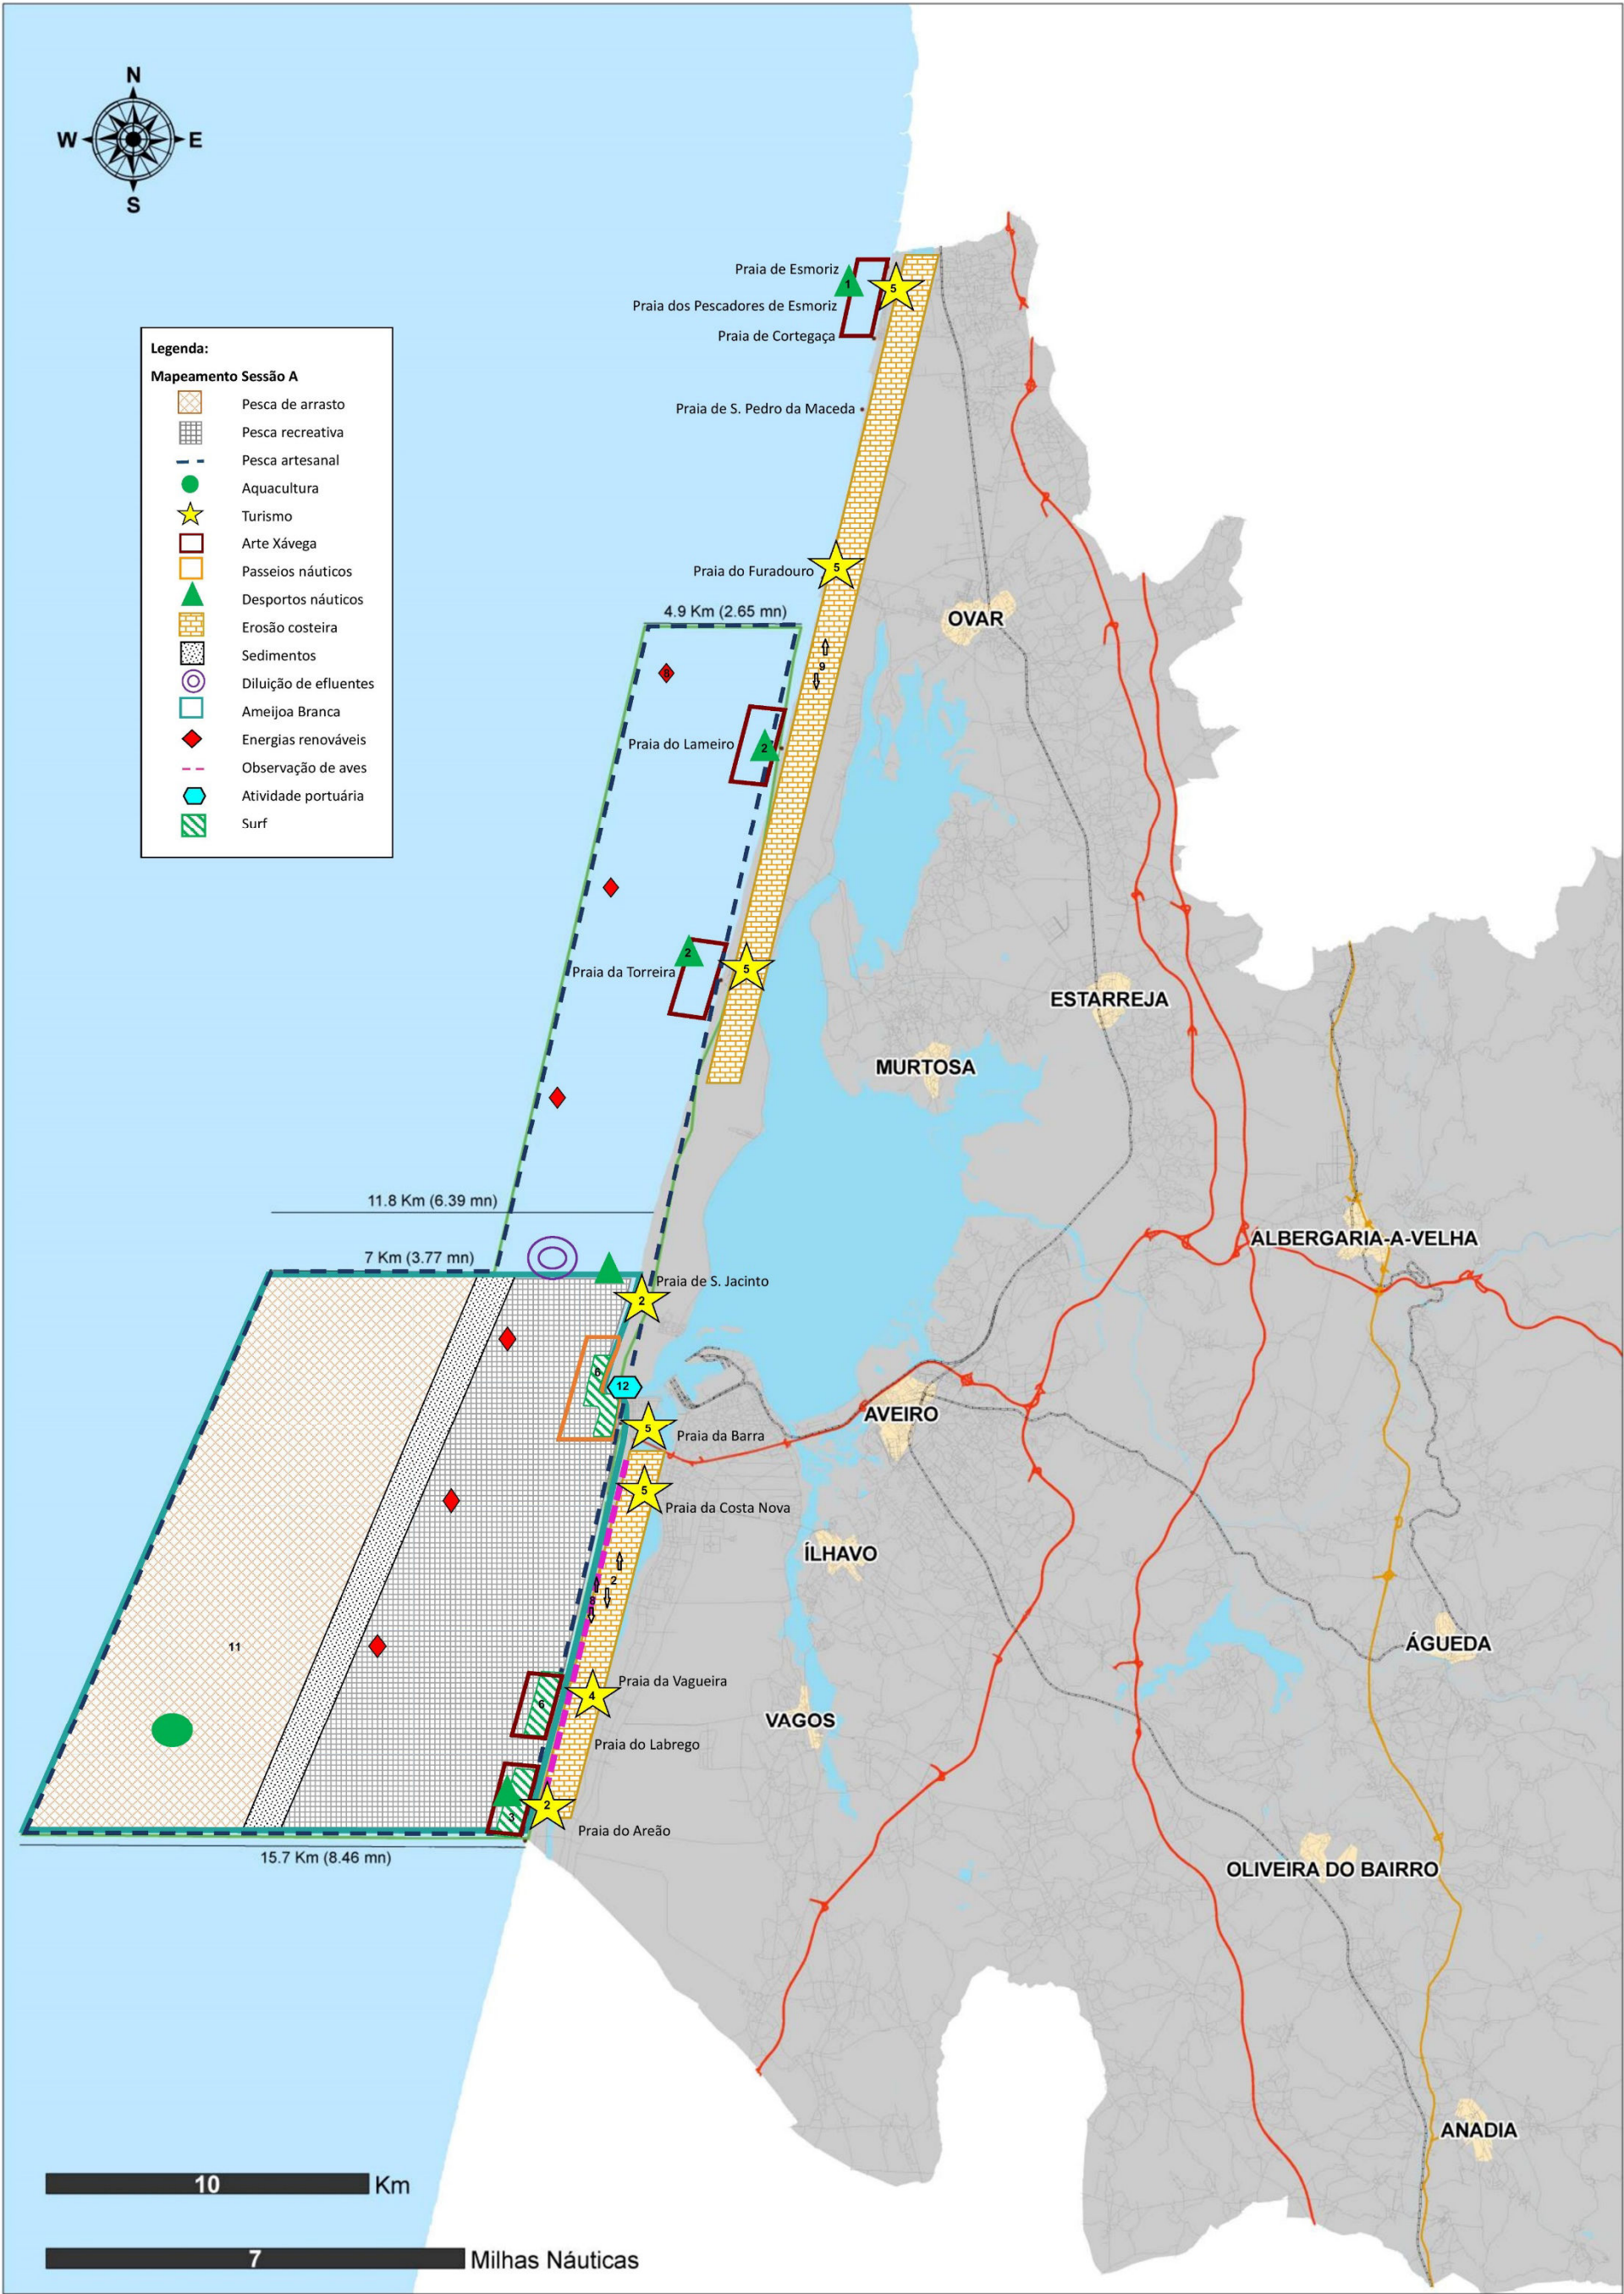 N
W E
S
Praia de Esmoriz
1
5
Praia dos Pescadores de Esmoriz
Praia de Cortegaça
Legenda:
Mapeamento Sessão A
Pesca de arrasto
Pesca recreativa
Pesca artesanal
Aquacultura
Turismo
Arte Xávega
Passeios náuticos
Desportos náuticos
Erosão costeira
Sedimentos
Diluição de efluentes
Ameijoa Branca
Energias renováveis
Observação de aves
Atividade portuária
Surf
Praia de S. Pedro da Maceda
Praia do Furadouro
5
4.9 Km (2.65 mn)
OVAR
9
8
Praia do Lameiro
2
2
Praia da Torreira
5
ESTARREJA
MURTOSA
11.8 Km (6.39 mn)
ALBERGARIA-A-VELHA
7 Km (3.77 mn)
Praia de S. Jacinto
2
6
12
AVEIRO
5
Praia da Barra
5
Praia da Costa Nova
ÍLHAVO
2
11
ÁGUEDA
Praia da Vagueira
4
6
VAGOS
Praia do Labrego
3
2
Praia do Areão
15.7 Km (8.46 mn)
OLIVEIRA DO BAIRRO
ANADIA
10 Km
7 Milhas Náuticas